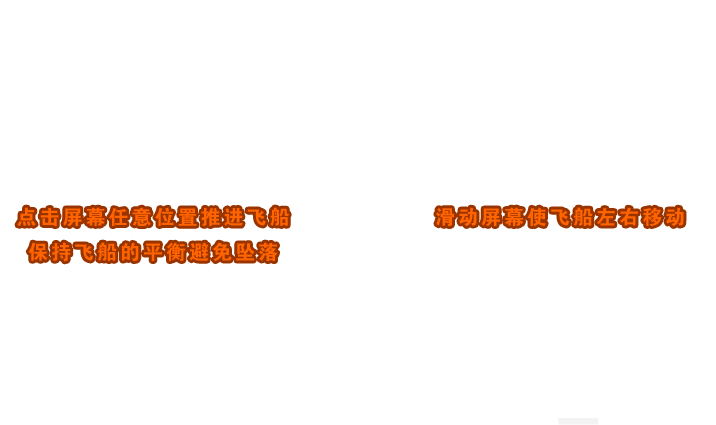 点击屏幕任意位置推进飞船
保持飞船的平衡避免坠落
滑动屏幕使飞船左右移动